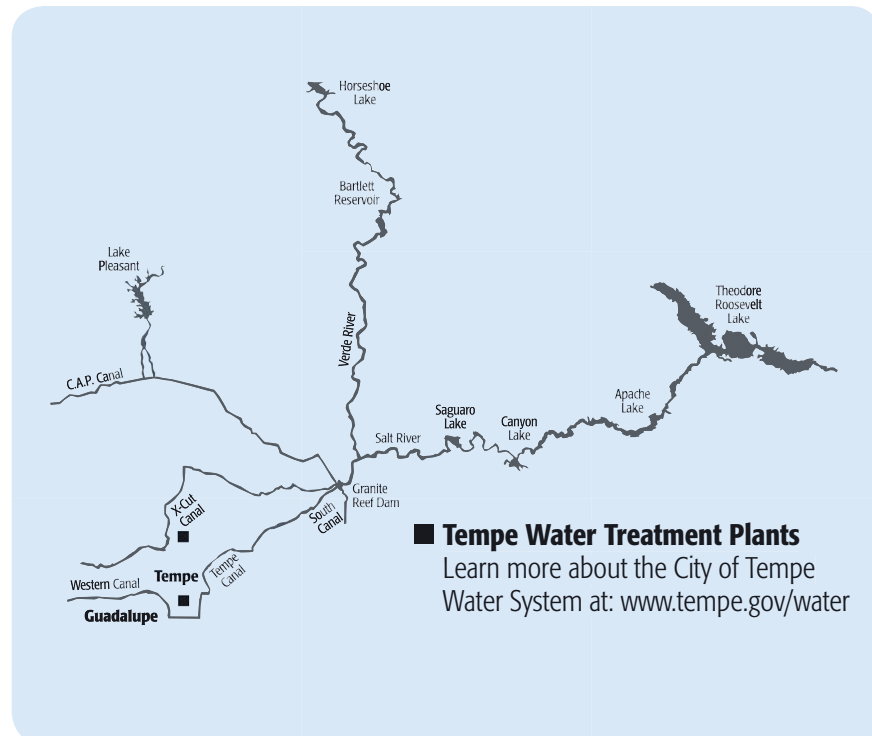 Horseshoe
Lake
Bartlett
Reservoir
Lake
Pleasant
Theodore
Roosevelt
Lake
Verde River
C.A.P. Canal
Apache
Lake
Saguaro
Lake
Canyon
Lake
Salt River
Granite
Reef Dam
X-Cut
Canal
South
Canal
Tempe Water Treatment Plants
Learn more about the City of Tempe
Water System at: www.tempe.gov/water
Western Canal
Tempe
Tempe
Canal
Guadalupe